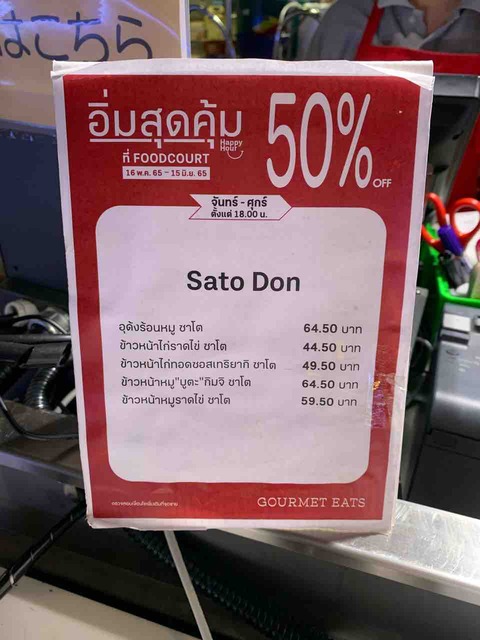 はこちら
อิ่มสุดคุ้ม
Happy
Hour
50%
OFF
ที่ FOODCOURT
16 พ.ค. 65 - 15 มิ.ย. 65
จันทร์ - ศุกร์
ตั้งแต่ 18.00 น.
Sato Don
อุด้งร้อนหมู ซาโต 64.50 บาท
ข้าวหน้าไก่ราดไข่ ซาโต 44.50 บาท
ข้าวหน้าไก่ทอดซอสเทริยากิ ซาโต 49.50 บาท
ข้าวหน้าหมู"บูตะ"กิมจิ ซาโต 64.50 บาท
ข้าวหน้าหมูราดไข่ ซาโต 59.50 บาท
GOURMET EATS